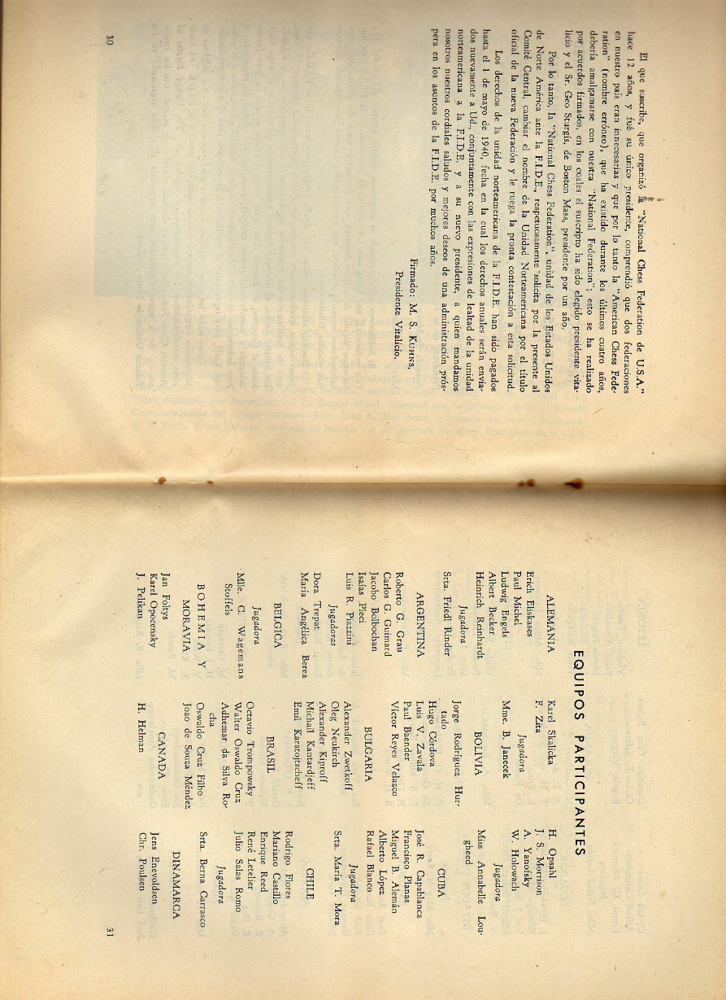 El que suscribe, que organizó la "National Chess Federation de U.S.A."
hace 12 años, y fué su único presidente, comprendió que dos federaciones
en nuestro país eran innecesarias y que por lo tanto la "American Chess Fede-
ration" (nombre erróneo), que ha existido durante los últimos cuatro años,
debería amalgamarse con nuestra "National Federation"; esto se ha realizado
por acuerdos firmados, en los cuales el suscripto ha sido elegido presidente vita-
licio y el Sr. Geo Sturgis, de Boston Mass, presidente por un año.
Por lo tanto, la "National Chess Federation", unidad de los Estados Unidos
de Norte América ante la F.I.D.E., respetuosamente solicita por la presente al
Comité Central, cambiar el nombre de la Unidad Norteamericana por el título
oficial de la nueva Federación y le ruega la pronta contestación a esta solicitud.
Los derechos de la unidad norteamericana de la F.I.D.E. han sido pagados
hasta el 1 de mayo de 1940, fecha en la cual los derechos anuales serán envia-
dos nuevamente a Ud., conjuntamente con las expresiones de lealtad de la unidad
norteamericana a la F.I.D.E. y a su nuevo presidente, a quien mandamos
nosotros nuestros cordiales saludos y mejores deseos de una administración prós-
pera en los asuntos de la F.I.D.E. por muchos años.
Firmado: M. S. KUHNS,
Presidente Vitalicio.
30
EQUIPOS PARTICIPANTES
ALEMANIA
Erich Eliskases
Paul Michel
Ludwig Engels
Albert Becker
Heinrich Reinhardt
Jugadora
Srta. Friedl Rinder
ARGENTINA
Roberto G. Grau
Carlos G. Guimard
Jacobo Bolbochan
Isaías Pleci
Luis R. Piazzini
Jugadoras
Dora Trepat
María Angélica Berea
BELGICA
Jugadora
Mlle. C. Wagemans
Stoffels
BOHEMIA Y
MORAVIA
Jan Foltys
Karel Opocensky
J. Pelikan
Karel Skalicka
F. Zita
Jugadora
Mme. B. Janecek
BOLIVIA
Jorge Rodríguez Hur-
tado
Hugo Córdova
Luis V. Zavala
Paul Baender
Víctor Reyes Velazco
BULGARIA
Alexander Zwetkoff
Oleg Neukirch
Alexander Kiproff
Michail Kantardjeff
Emil Karatojtscheff
BRASIL
Octavio Trompowsky
Walter Oswaldo Cruz
Adhemar da Silva Ro-
cha
Oswaldo Cruz Filho
Joao de Souza Méndez
CANADA
H. Helman
H. Opsahl
J. S. Morrison
A. Yanofsky
W. Holowach
Jugadora
Miss Annabelle Lou-
gheed
CUBA
José R. Capablanca
Francisco Planas
Miguel B. Alemán
Alberto López
Rafael Blanco
Jugadora
Srta. María T. Mora
CHILE
Rodrigo Flores
Mariano Castillo
Enrique Reed
René Letelier
Julio Salas Romo
Jugadora
Srta. Berna Carrasco
DINAMARCA
Jens Enevoldsen
Chr. Poulsen
31